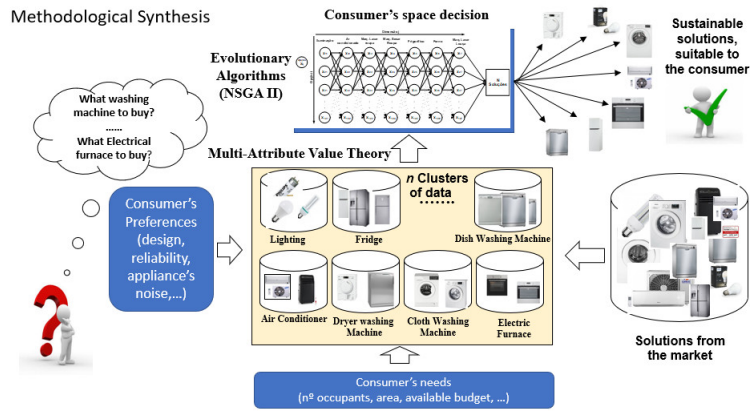 Methodological Synthesis
Consumer's space decision
Evolutionary
Algorithms
(NSGA II)
Soluções
Sustainable
solutions,
suitable to
the consumer
What washing
machine to buy?
......
What Electrical
furnace to buy?
Multi-Attribute Value Theory
n Clusters
of data
.......
Lighting
Fridge
Dish Washing Machine
Air Conditioner
Dryer washing
Machine
Cloth Washing
Machine
Electric
Furnace
Consumer's
Preferences
(design,
reliability,
appliance's
noise,...)
Solutions from
the market
Consumer's needs
(nº occupants, area, available budget, ...)